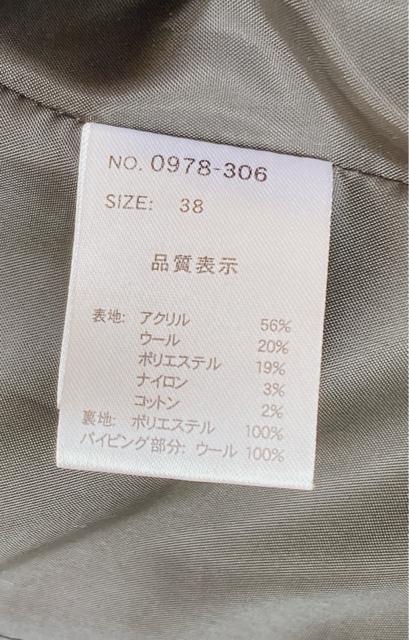 NO. 0978-306
SIZE: 38
品質表示
表地: アクリル 56%
ウール 20%
ポリエステル 19%
ナイロン 3%
コットン 2%
裏地: ポリエステル 100%
パイピング部分: ウール 100%